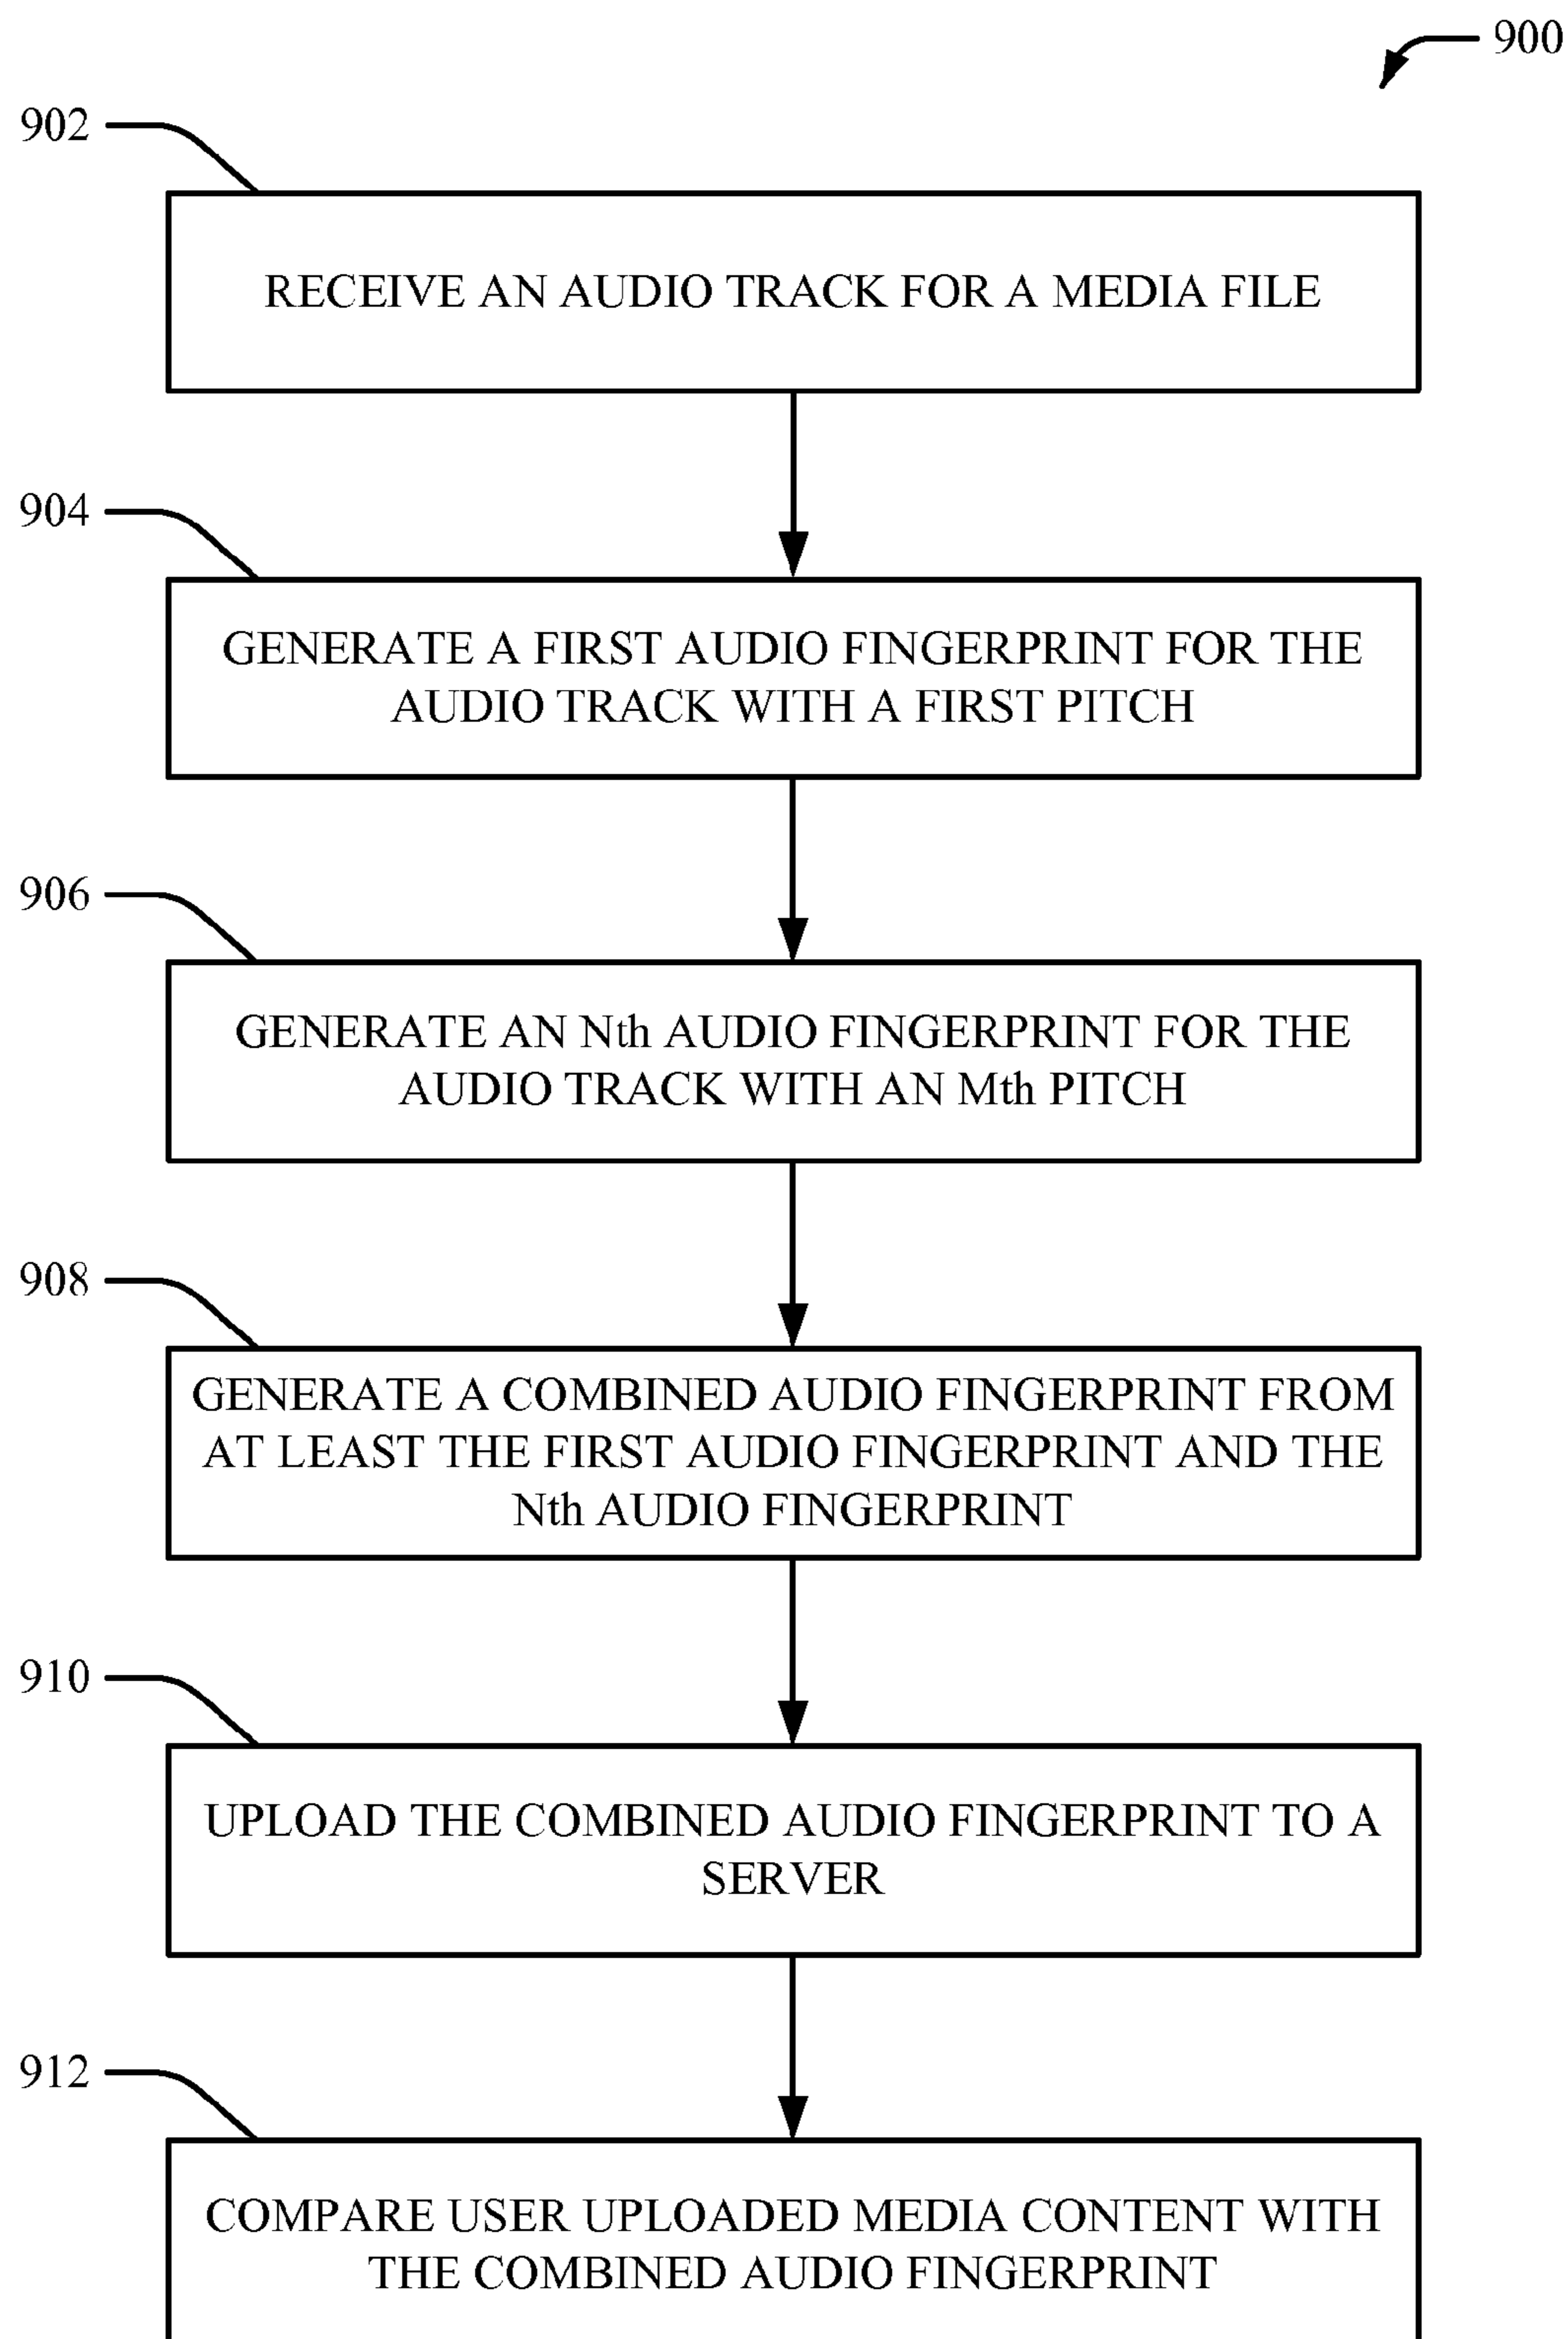 900
902
RECEIVE AN AUDIO TRACK FOR A MEDIA FILE
904
GENERATE A FIRST AUDIO FINGERPRINT FOR THE
AUDIO TRACK WITH A FIRST PITCH
906
GENERATE AN Nth AUDIO FINGERPRINT FOR THE
AUDIO TRACK WITH AN Mth PITCH
908
GENERATE A COMBINED AUDIO FINGERPRINT FROM
AT LEAST THE FIRST AUDIO FINGERPRINT AND THE
Nth AUDIO FINGERPRINT
910
UPLOAD THE COMBINED AUDIO FINGERPRINT TO A
SERVER
912
COMPARE USER UPLOADED MEDIA CONTENT WITH
THE COMBINED AUDIO FINGERPRINT